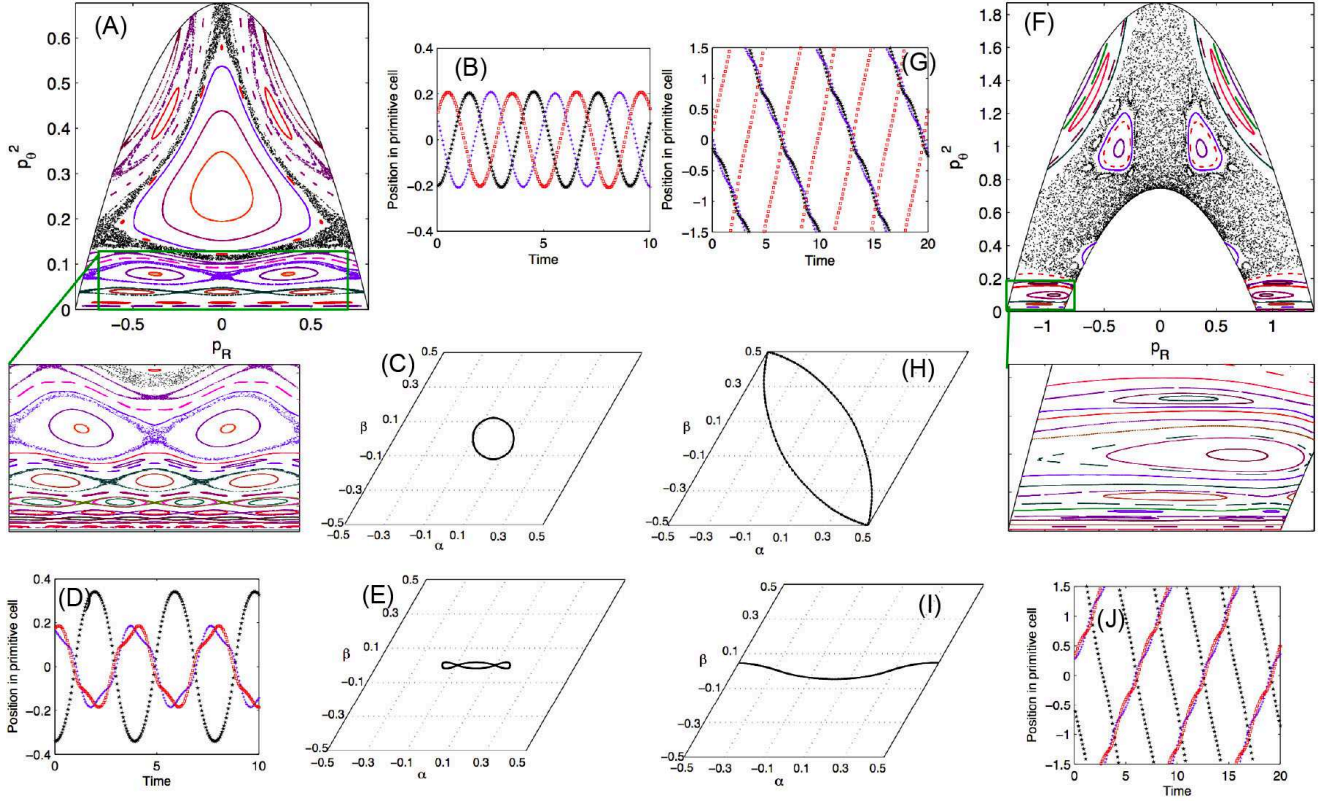 (A)
0.6
0.5
0.4
0.3
0.2
0.1
0
p_θ^2
−0.5 0 0.5
p_R
(B)
0.4
0.2
0
−0.2
−0.4
Position in primitive cell
0 5 10
Time
(G)
1.5
1
0.5
0
−0.5
−1
−1.5
Position in primitive cell
0 5 10 15 20
Time
(F)
1.8
1.6
1.4
1.2
1
0.8
0.6
0.4
0.2
0
p_θ^2
−1 −0.5 0 0.5 1
p_R
(C)
0.5
0.3
0.1
−0.1
−0.3
−0.5
β
−0.5 −0.3 −0.1 0.1 0.3 0.5
α
(H)
0.5
0.3
0.1
−0.1
−0.3
−0.5
β
−0.5 −0.3 −0.1 0.1 0.3 0.5
α
(D)
0.4
0.2
0
−0.2
−0.4
Position in primitive cell
0 5 10
Time
(E)
0.5
0.3
0.1
−0.1
−0.3
−0.5
β
−0.5 −0.3 −0.1 0.1 0.3 0.5
α
(I)
0.5
0.3
0.1
−0.1
−0.3
−0.5
β
−0.5 −0.3 −0.1 0.1 0.3 0.5
α
(J)
1.5
1
0.5
0
−0.5
−1
−1.5
Position in primitive cell
0 5 10 15 20
Time